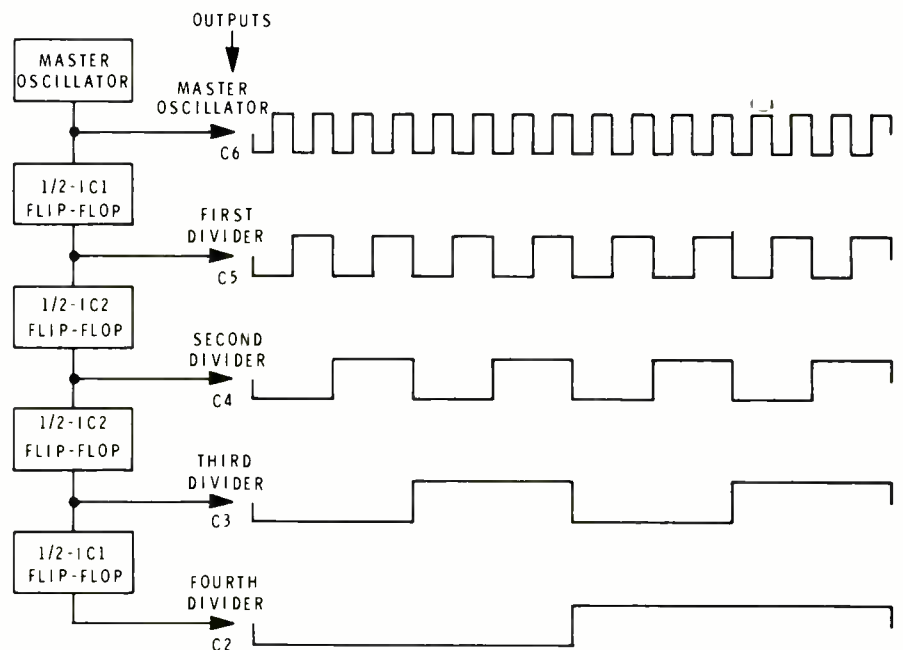 OUTPUTS
MASTER
OSCILLATOR
MASTER
OSCILLATOR
C6
1/2-IC1
FLIP-FLOP
FIRST
DIVIDER
C5
1/2-IC2
FLIP-FLOP
SECOND
DIVIDER
C4
1/2-IC2
FLIP-FLOP
THIRD
DIVIDER
C3
1/2-IC1
FLIP-FLOP
FOURTH
DIVIDER
C2